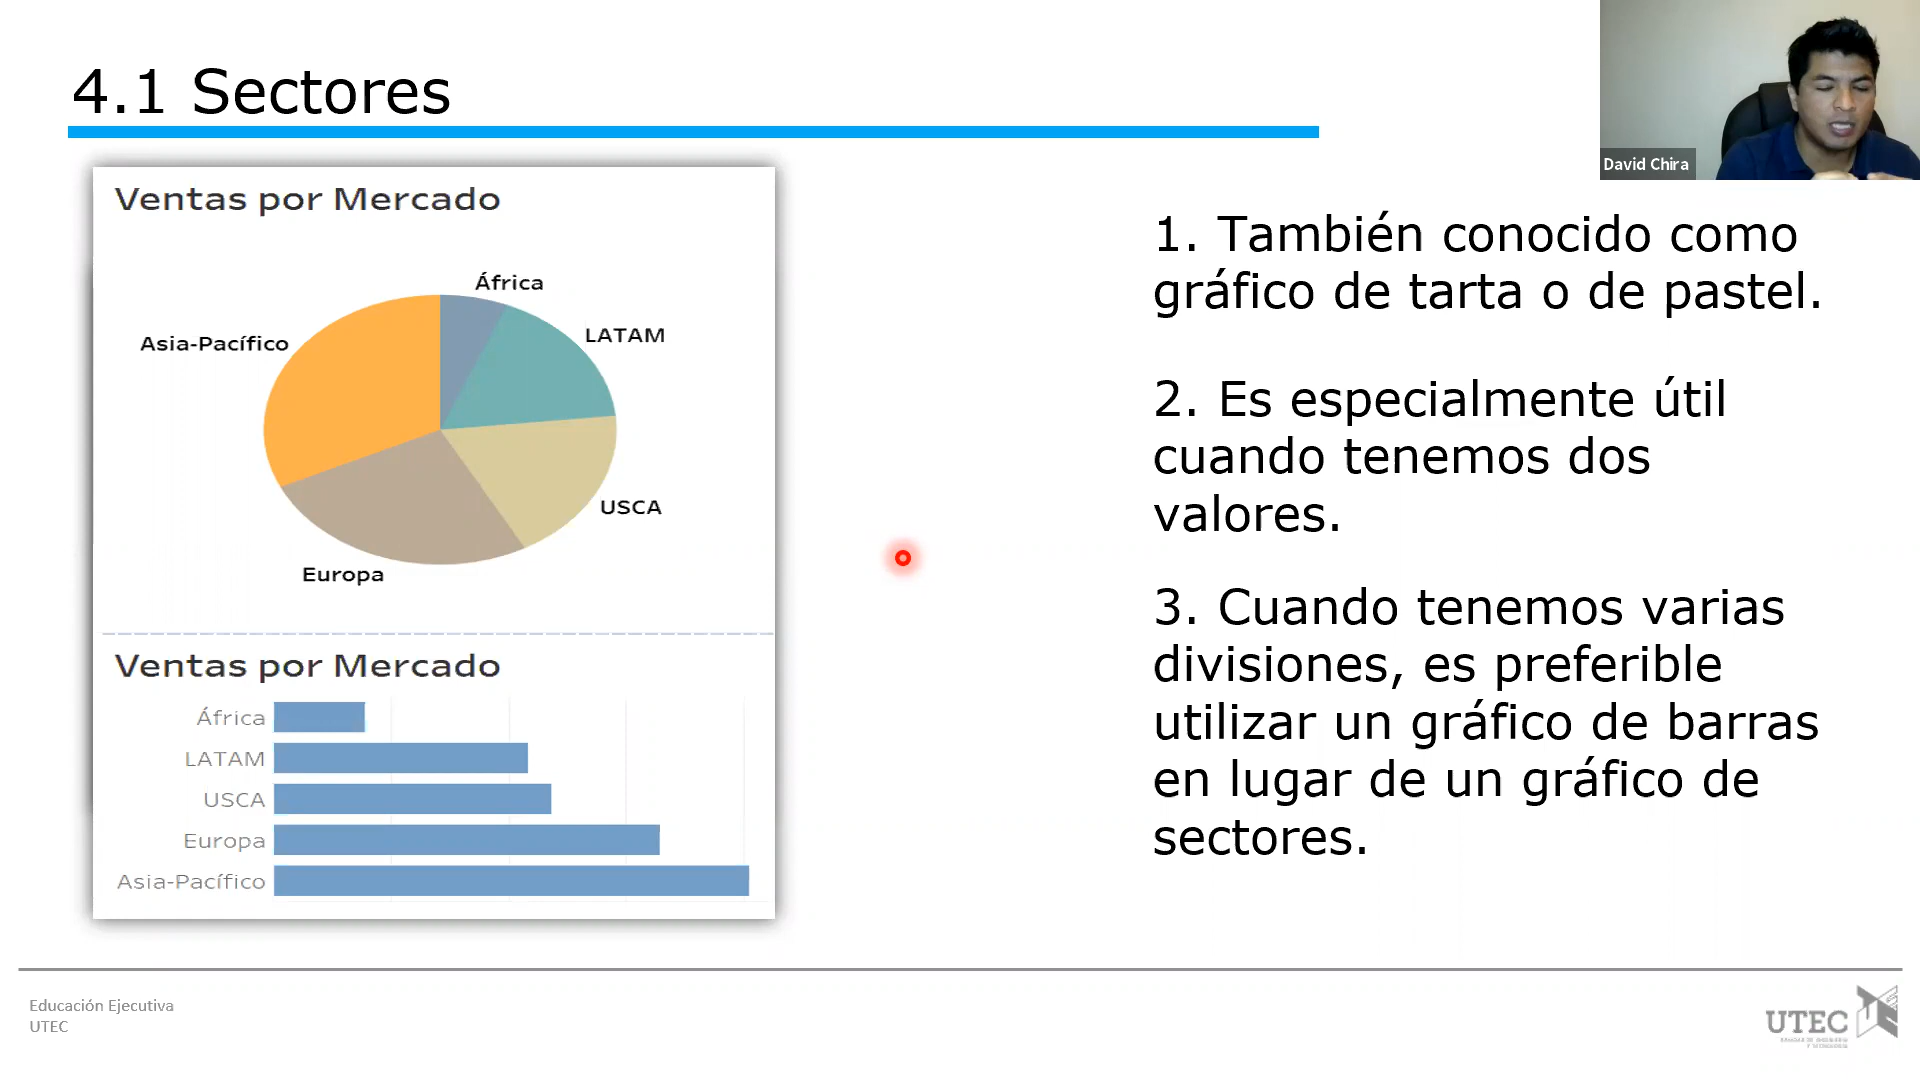 4.1 Sectores
David Chira
Ventas por Mercado
África
LATAM
Asia-Pacífico
USCA
Europa
Ventas por Mercado
África
LATAM
USCA
Europa
Asia-Pacífico
1. También conocido como
gráfico de tarta o de pastel.
2. Es especialmente útil
cuando tenemos dos
valores.
3. Cuando tenemos varias
divisiones, es preferible
utilizar un gráfico de barras
en lugar de un gráfico de
sectores.
Educación Ejecutiva
UTEC
UTEC